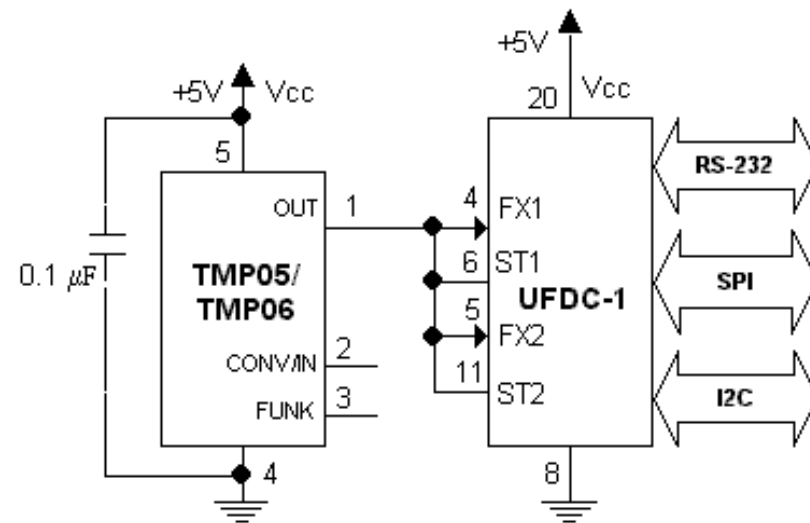 +5V
Vcc
5
OUT
1
TMP05/
TMP06
CONV/IN
2
FUNK
3
4
0.1 µF
+5V
20
Vcc
4
FX1
6
ST1
UFDC-1
5
FX2
11
ST2
8
RS-232
SPI
I2C